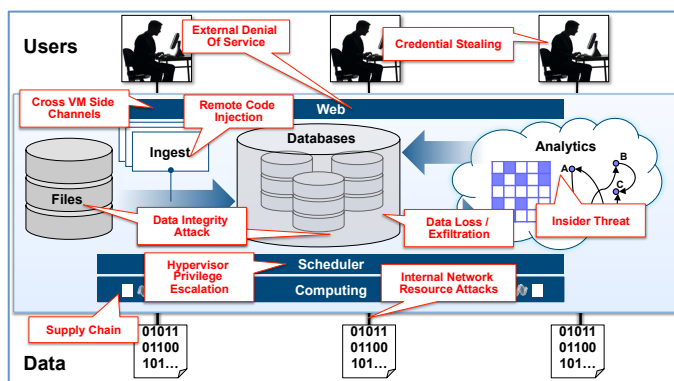 Users
External Denial
Of Service
Credential Stealing
Cross VM Side
Channels
Remote Code
Injection
Web
Ingest
Databases
Analytics
A
B
C
Files
Data Integrity
Attack
Data Loss /
Exfiltration
Insider Threat
Hypervisor
Privilege
Escalation
Scheduler
Computing
Internal Network
Resource Attacks
Supply Chain
Data
01011
01100
101...
01011
01100
101...
01011
01100
101...